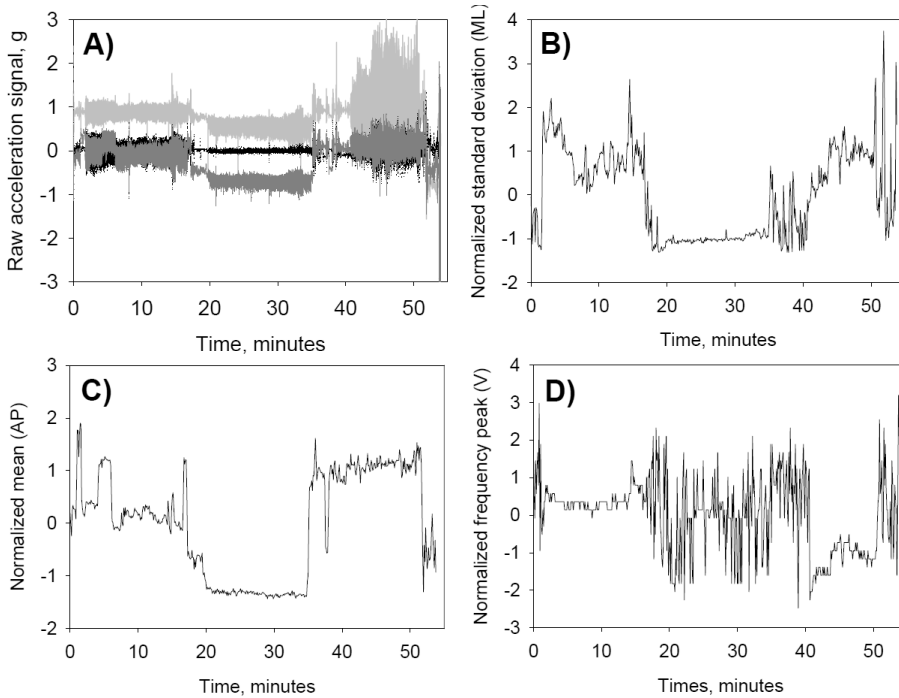 A)
Raw acceleration signal, g
3
2
1
0
-1
-2
-3
0 10 20 30 40 50
Time, minutes
B)
Normalized standard deviation (ML)
4
3
2
1
0
-1
-2
0 10 20 30 40 50
Time, minutes
C)
Normalized mean (AP)
3
2
1
0
-1
-2
0 10 20 30 40 50
Time, minutes
D)
Normalized frequency peak (V)
4
3
2
1
0
-1
-2
-3
0 10 20 30 40 50
Times, minutes